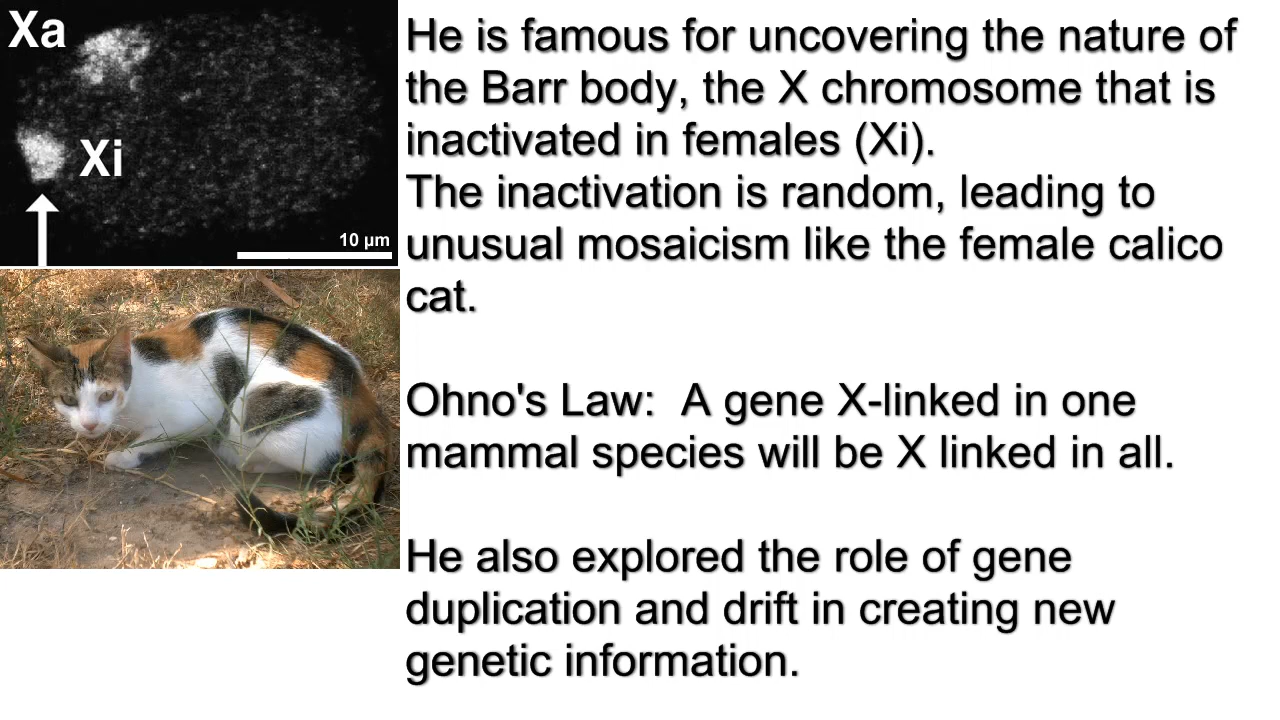 Xa
Xi
10 µm
He is famous for uncovering the nature of
the Barr body, the X chromosome that is
inactivated in females (Xi).
The inactivation is random, leading to
unusual mosaicism like the female calico
cat.
Ohno's Law:  A gene X-linked in one
mammal species will be X linked in all.
He also explored the role of gene
duplication and drift in creating new
genetic information.